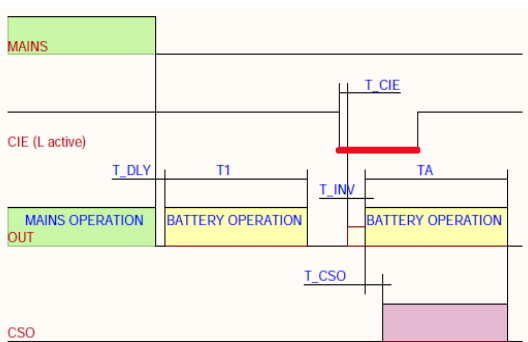 MAINS
T_CIE
CIE (L active)
T_DLY T1 TA
T_INV
MAINS OPERATION BATTERY OPERATION BATTERY OPERATION
OUT
T_CSO
CSO